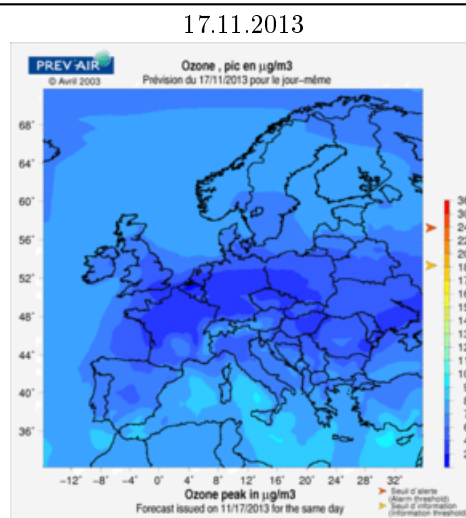 17.11.2013
PREV'AIR
Ozone , pic en µg/m3
© Avril 2003
Prévision du 17/11/2013 pour le jour-même
68°
64°
60°
56°
52°
48°
44°
40°
36°
-12° -8° -4° 0° 4° 8° 12° 16° 20° 24° 28° 32°
Ozone peak in µg/m3
Forecast issued on 11/17/2013 for the same day
Seuil d'alerte
(Alarm threshold)
Seuil d'information
(Information threshold)